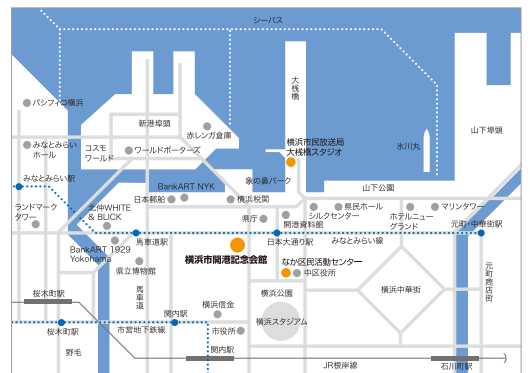 シーバス
パシフィコ横浜
新港埠頭
大桟橋
赤レンガ倉庫
山下埠頭
みなとみらい
ホール
コスモ
ワールド
ワールドポーターズ
横浜市民放送局
大桟橋スタジオ
氷川丸
みなとみらい駅
象の鼻パーク
山下公園
BankART NYK
日本郵船
横浜税関
ランドマーク
タワー
北仲WHITE
& BLICK
県庁
開港資料館
シルクセンター
県民ホール
ホテルニュー
グランド
マリンタワー
元町・中華街駅
馬車道駅
日本大通り駅
みなとみらい線
BankART 1929
Yokohama
横浜市開港記念会館
なか区民活動センター
中区役所
県立博物館
馬車道
横浜公園
横浜中華街
元町商店街
桜木町駅
横浜信金
関内駅
横浜スタジアム
桜木町駅
市営地下鉄線
市役所
野毛
関内駅
JR根岸線
石川町駅